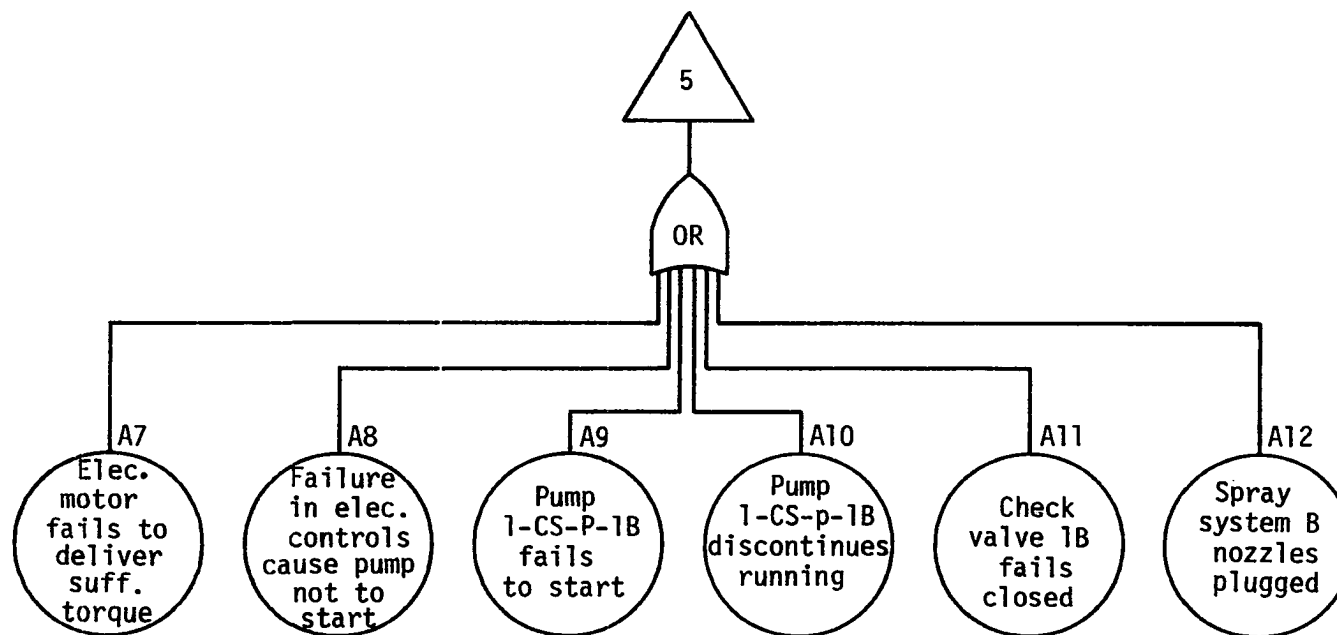 5
OR
A7
Elec.
motor
fails to
deliver
suff.
torque
A8
Failure
in elec.
controls
cause pump
not to
start
A9
Pump
1-CS-P-1B
fails
to start
A10
Pump
1-CS-p-1B
discontinues
running
A11
Check
valve 1B
fails
closed
A12
Spray
system B
nozzles
plugged